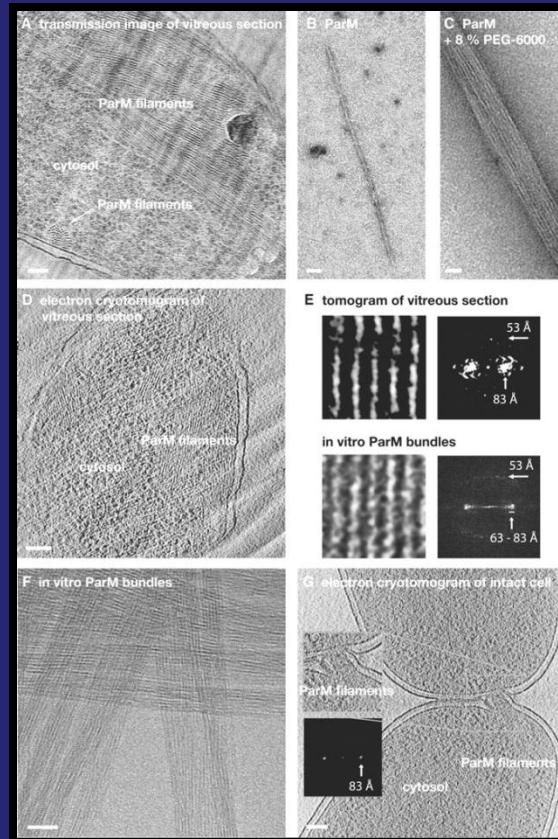 A transmission image of vitreous section
ParM filaments
cytosol
ParM filaments
B ParM
C ParM
+ 8 % PEG-6000
D electron cryotomogram of
vitreous section
ParM filaments
cytosol
E tomogram of vitreous section
53 Å
83 Å
in vitro ParM bundles
53 Å
63 - 83 Å
F in vitro ParM bundles
G electron cryotomogram of intact cell
ParM filaments
83 Å
ParM filaments
cytosol